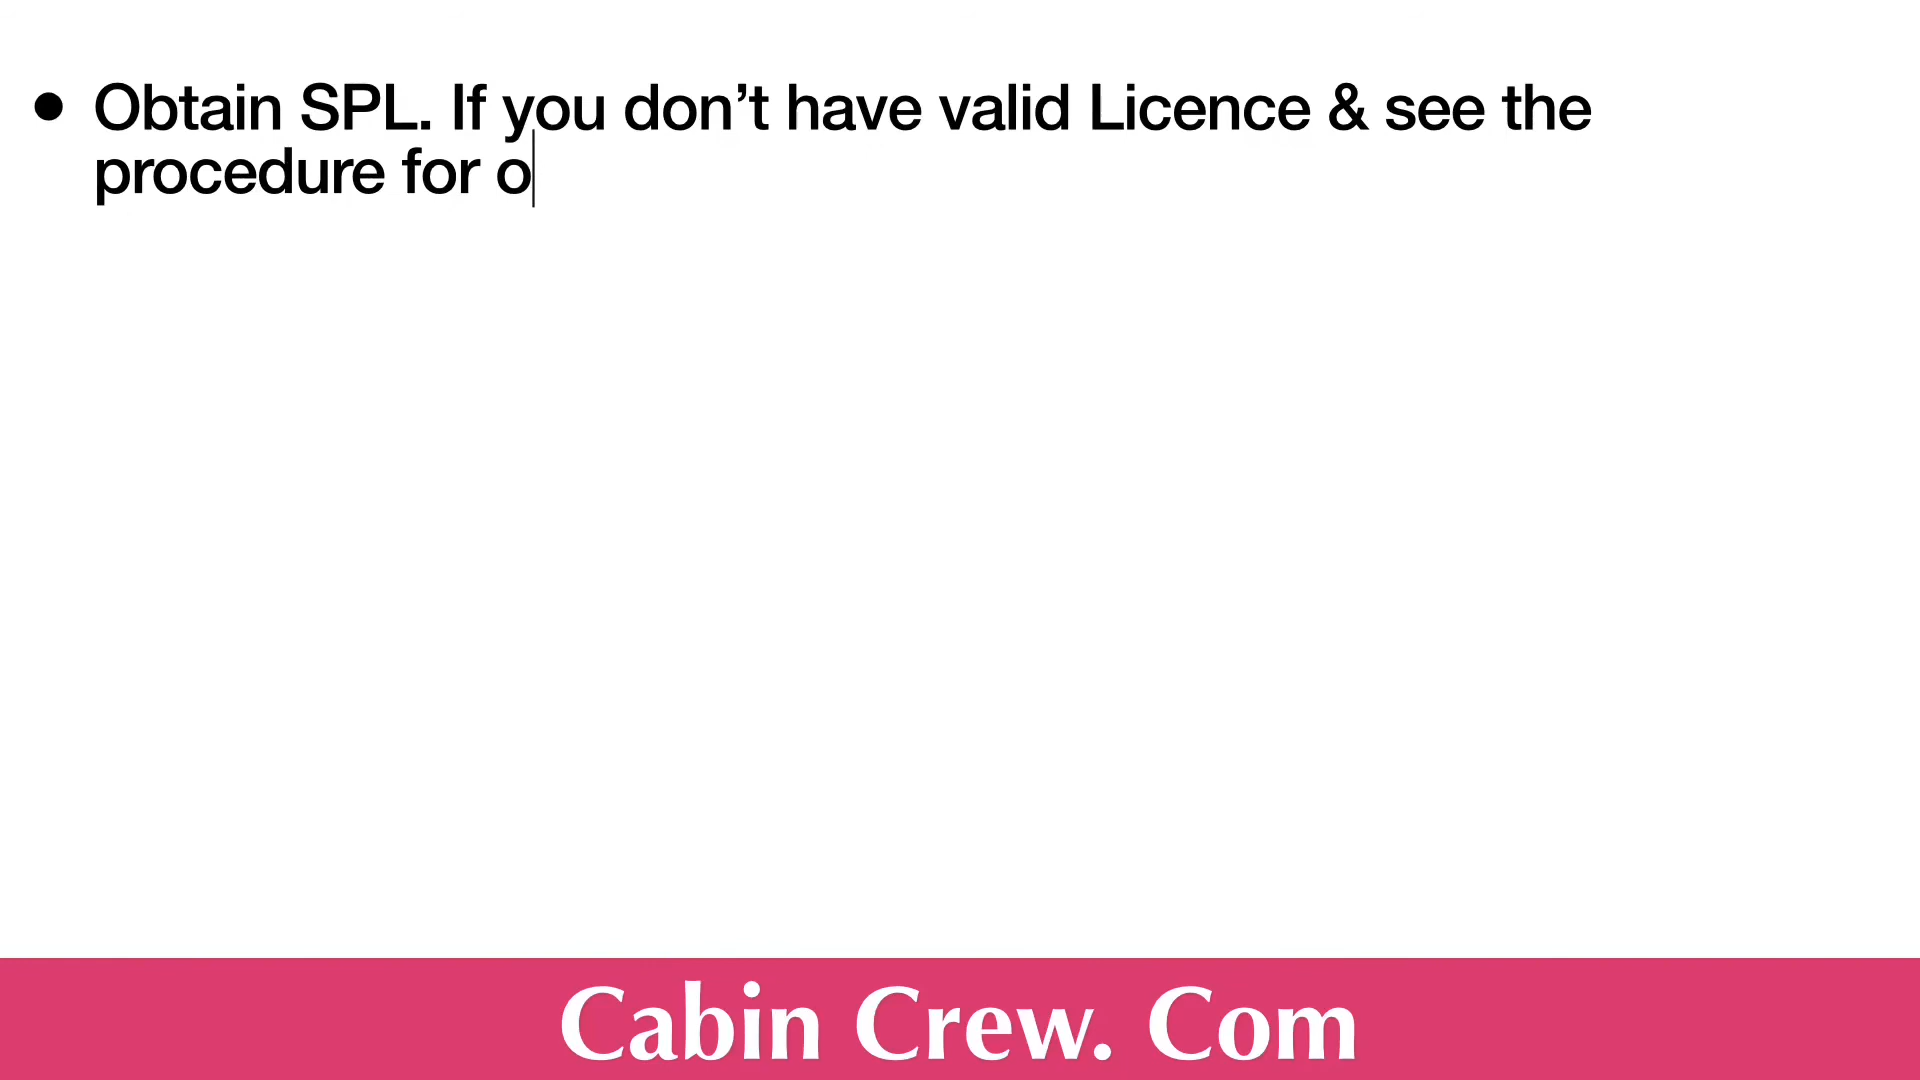 • Obtain SPL. If you don’t have valid Licence & see the
procedure for o
Cabin Crew. Com